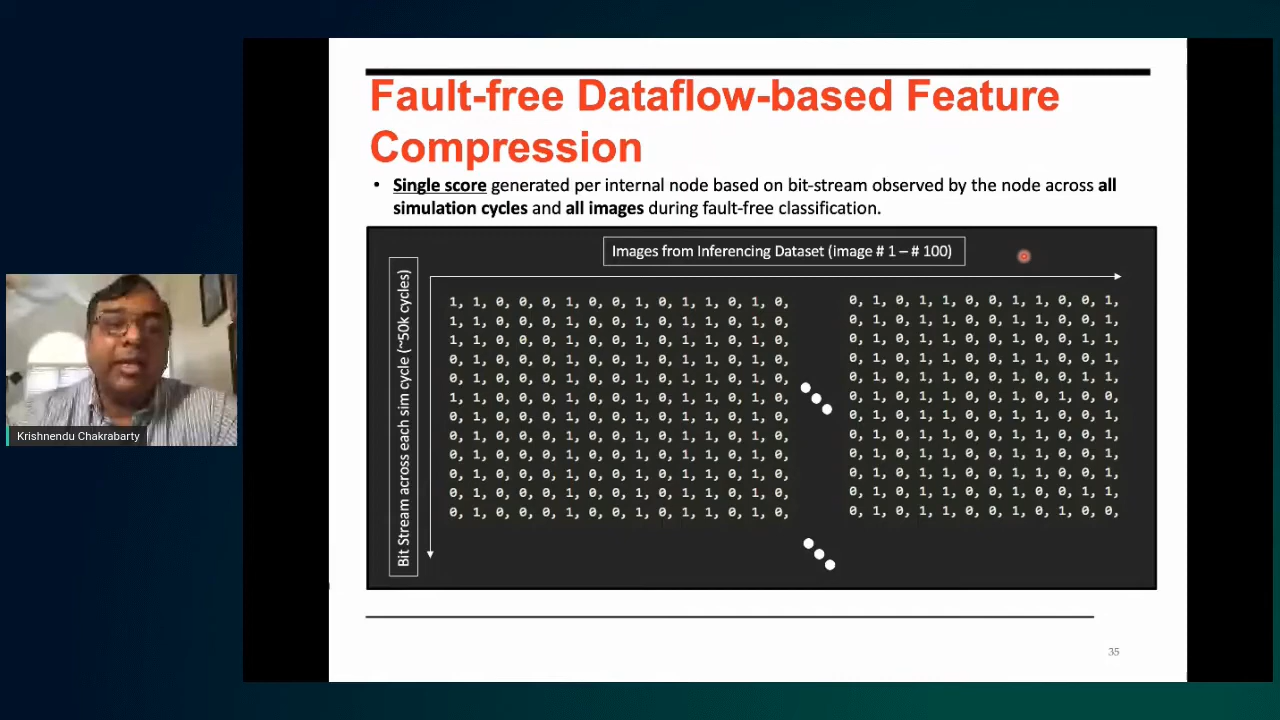 Fault-free Dataflow-based Feature
Compression
• Single score generated per internal node based on bit-stream observed by the node across all
simulation cycles and all images during fault-free classification.
Images from Inferencing Dataset (image # 1 – # 100)
Bit Stream across each sim cycle (~50k cycles)
1, 1, 0, 0, 0, 1, 0, 0, 1, 0, 1, 1, 0, 1, 0,
1, 1, 0, 0, 0, 1, 0, 0, 1, 0, 1, 1, 0, 1, 0,
1, 1, 0, 0, 0, 1, 0, 0, 1, 0, 1, 1, 0, 1, 0,
0, 1, 0, 0, 0, 1, 0, 0, 1, 0, 1, 1, 0, 1, 0,
0, 1, 0, 0, 0, 1, 0, 0, 1, 0, 1, 1, 0, 1, 0,
1, 1, 0, 0, 0, 1, 0, 0, 1, 0, 1, 1, 0, 1, 0,
0, 1, 0, 0, 0, 1, 0, 0, 1, 0, 1, 1, 0, 1, 0,
0, 1, 0, 0, 0, 1, 0, 0, 1, 0, 1, 1, 0, 1, 0,
0, 1, 0, 0, 0, 1, 0, 0, 1, 0, 1, 1, 0, 1, 0,
0, 1, 0, 0, 0, 1, 0, 0, 1, 0, 1, 1, 0, 1, 0,
0, 1, 0, 0, 0, 1, 0, 0, 1, 0, 1, 1, 0, 1, 0,
0, 1, 0, 0, 0, 1, 0, 0, 1, 0, 1, 1, 0, 1, 0,
0, 1, 0, 1, 1, 0, 0, 1, 1, 0, 0, 1,
0, 1, 0, 1, 1, 0, 0, 1, 1, 0, 0, 1,
0, 1, 0, 1, 1, 0, 0, 1, 0, 0, 1, 1,
0, 1, 0, 1, 1, 0, 0, 1, 1, 0, 0, 1,
0, 1, 0, 1, 1, 0, 0, 1, 0, 0, 1, 1,
0, 1, 0, 1, 1, 0, 0, 1, 0, 1, 0, 0,
0, 1, 0, 1, 1, 0, 0, 1, 1, 0, 0, 1,
0, 1, 0, 1, 1, 0, 0, 1, 1, 0, 0, 1,
0, 1, 0, 1, 1, 0, 0, 1, 1, 0, 0, 1,
0, 1, 0, 1, 1, 0, 0, 1, 1, 0, 0, 1,
0, 1, 0, 1, 1, 0, 0, 1, 0, 0, 1, 1,
0, 1, 0, 1, 1, 0, 0, 1, 0, 1, 0, 0,
Krishnendu Chakrabarty
35